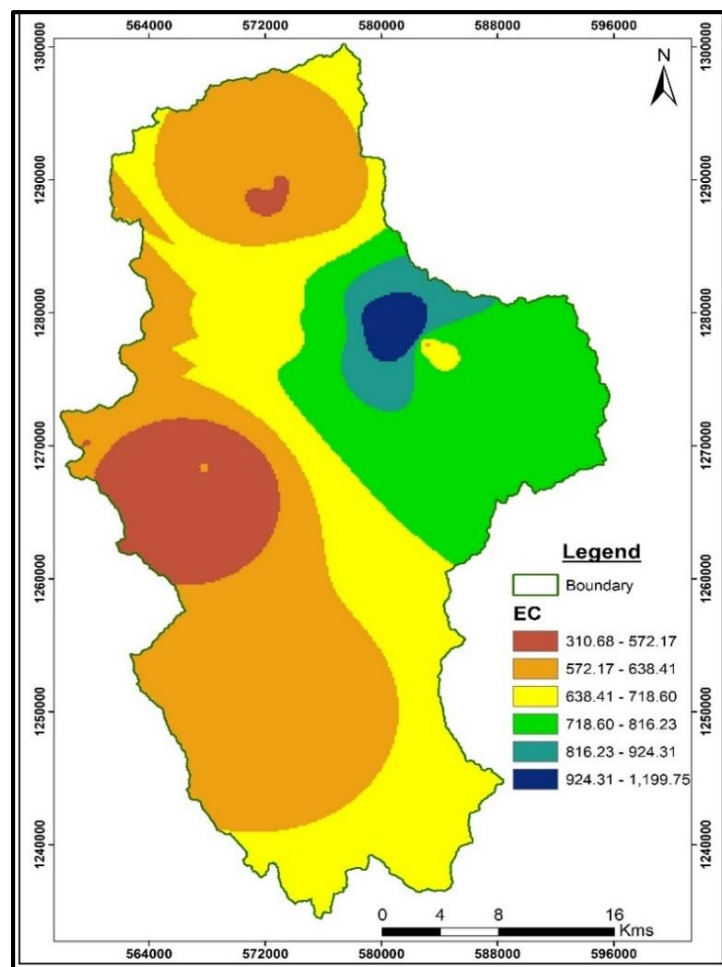 564000 572000 580000 588000 596000
N
1300000 1300000
1290000 1290000
1280000 1280000
1270000 1270000
1260000 1260000
1250000 1250000
1240000 1240000
Legend
Boundary
EC
310.68 - 572.17
572.17 - 638.41
638.41 - 718.60
718.60 - 816.23
816.23 - 924.31
924.31 - 1,199.75
0 4 8 16
Kms
564000 572000 580000 588000 596000